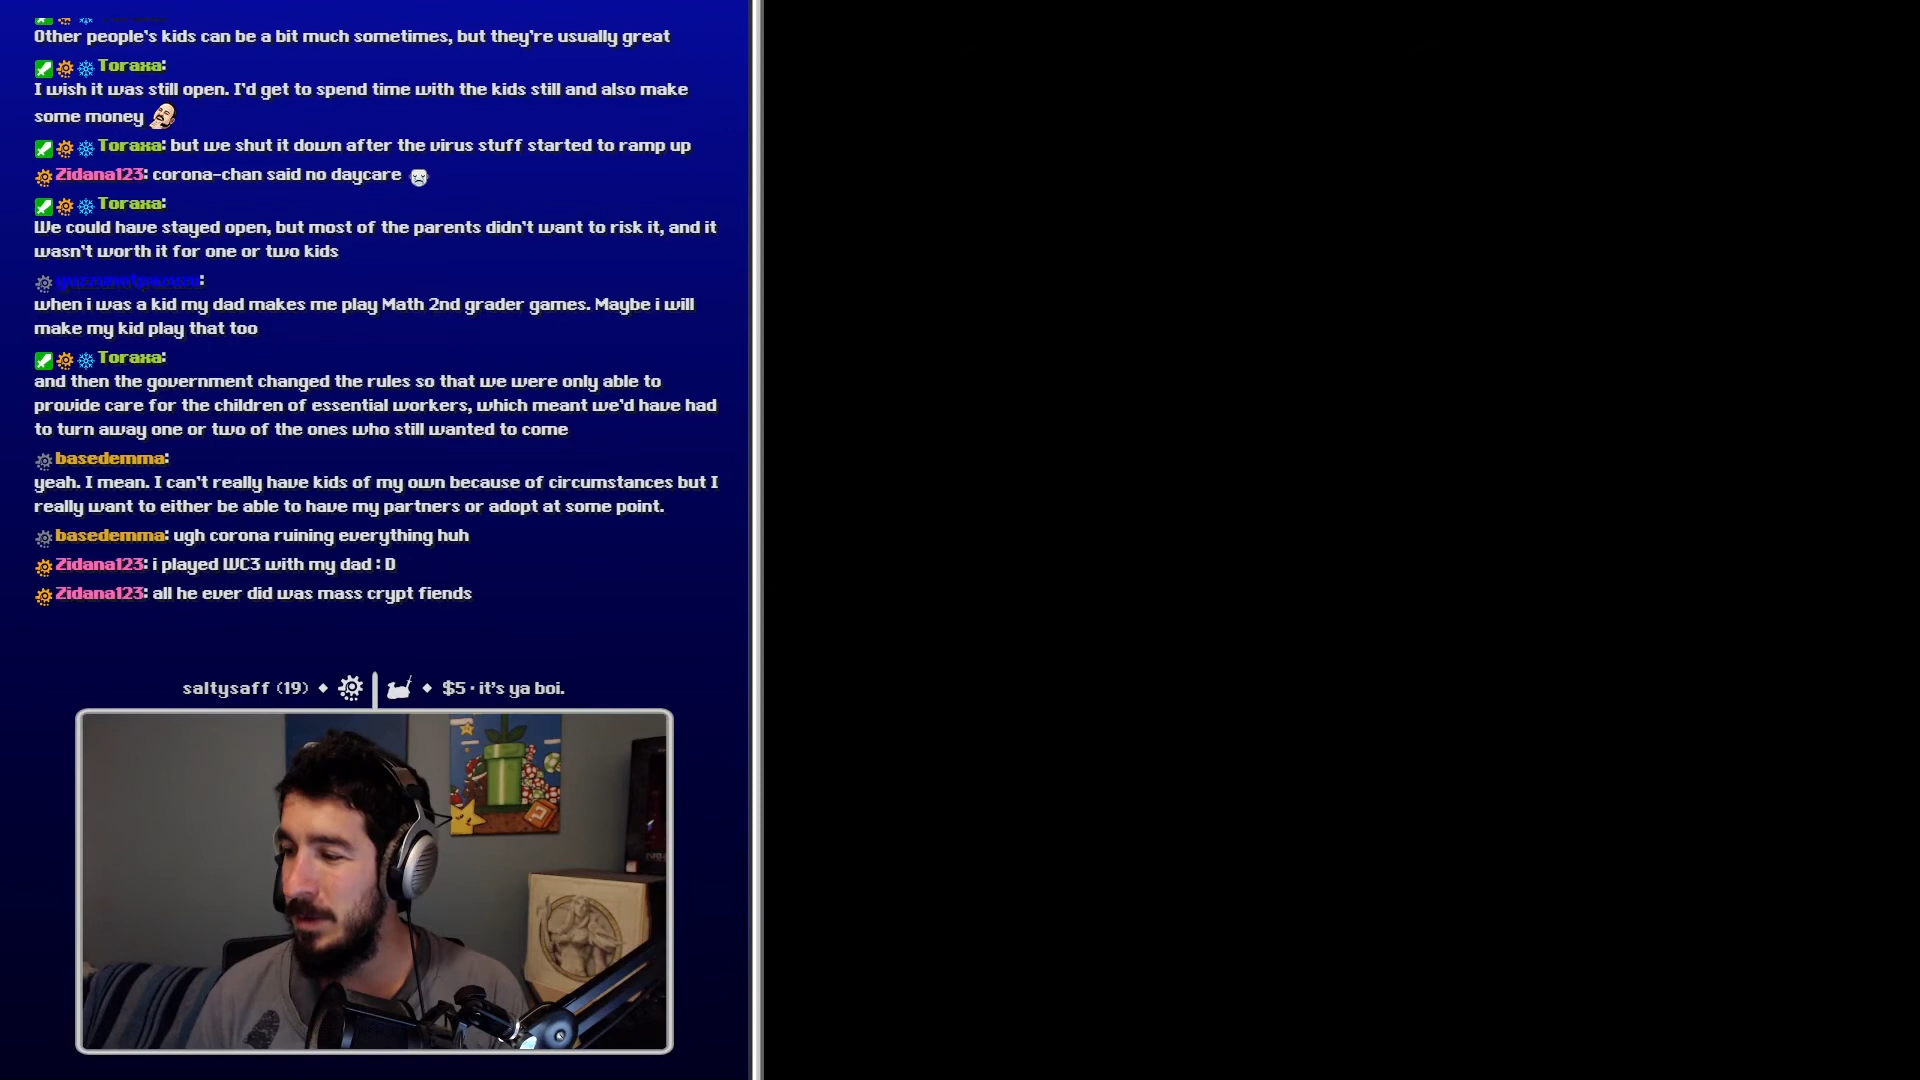 Other people's kids can be a bit much sometimes, but they're usually great
Toraxa:
I wish it was still open. I'd get to spend time with the kids still and also make
some money
Toraxa: but we shut it down after the virus stuff started to ramp up
Zidana123: corona-chan said no daycare
Toraxa:
We could have stayed open, but most of the parents didn't want to risk it, and it
wasn't worth it for one or two kids
when i was a kid my dad makes me play Math 2nd grader games. Maybe i will
make my kid play that too
Toraxa:
and then the government changed the rules so that we were only able to
provide care for the children of essential workers, which meant we'd have had
to turn away one or two of the ones who still wanted to come
basedemma:
yeah. I mean. I can't really have kids of my own because of circumstances but I
really want to either be able to have my partners or adopt at some point.
basedemma: ugh corona ruining everything huh
Zidana123: i played WC3 with my dad : D
Zidana123: all he ever did was mass crypt fiends
saltysaff (19) ◆ ◆ $5 · it's ya boi.